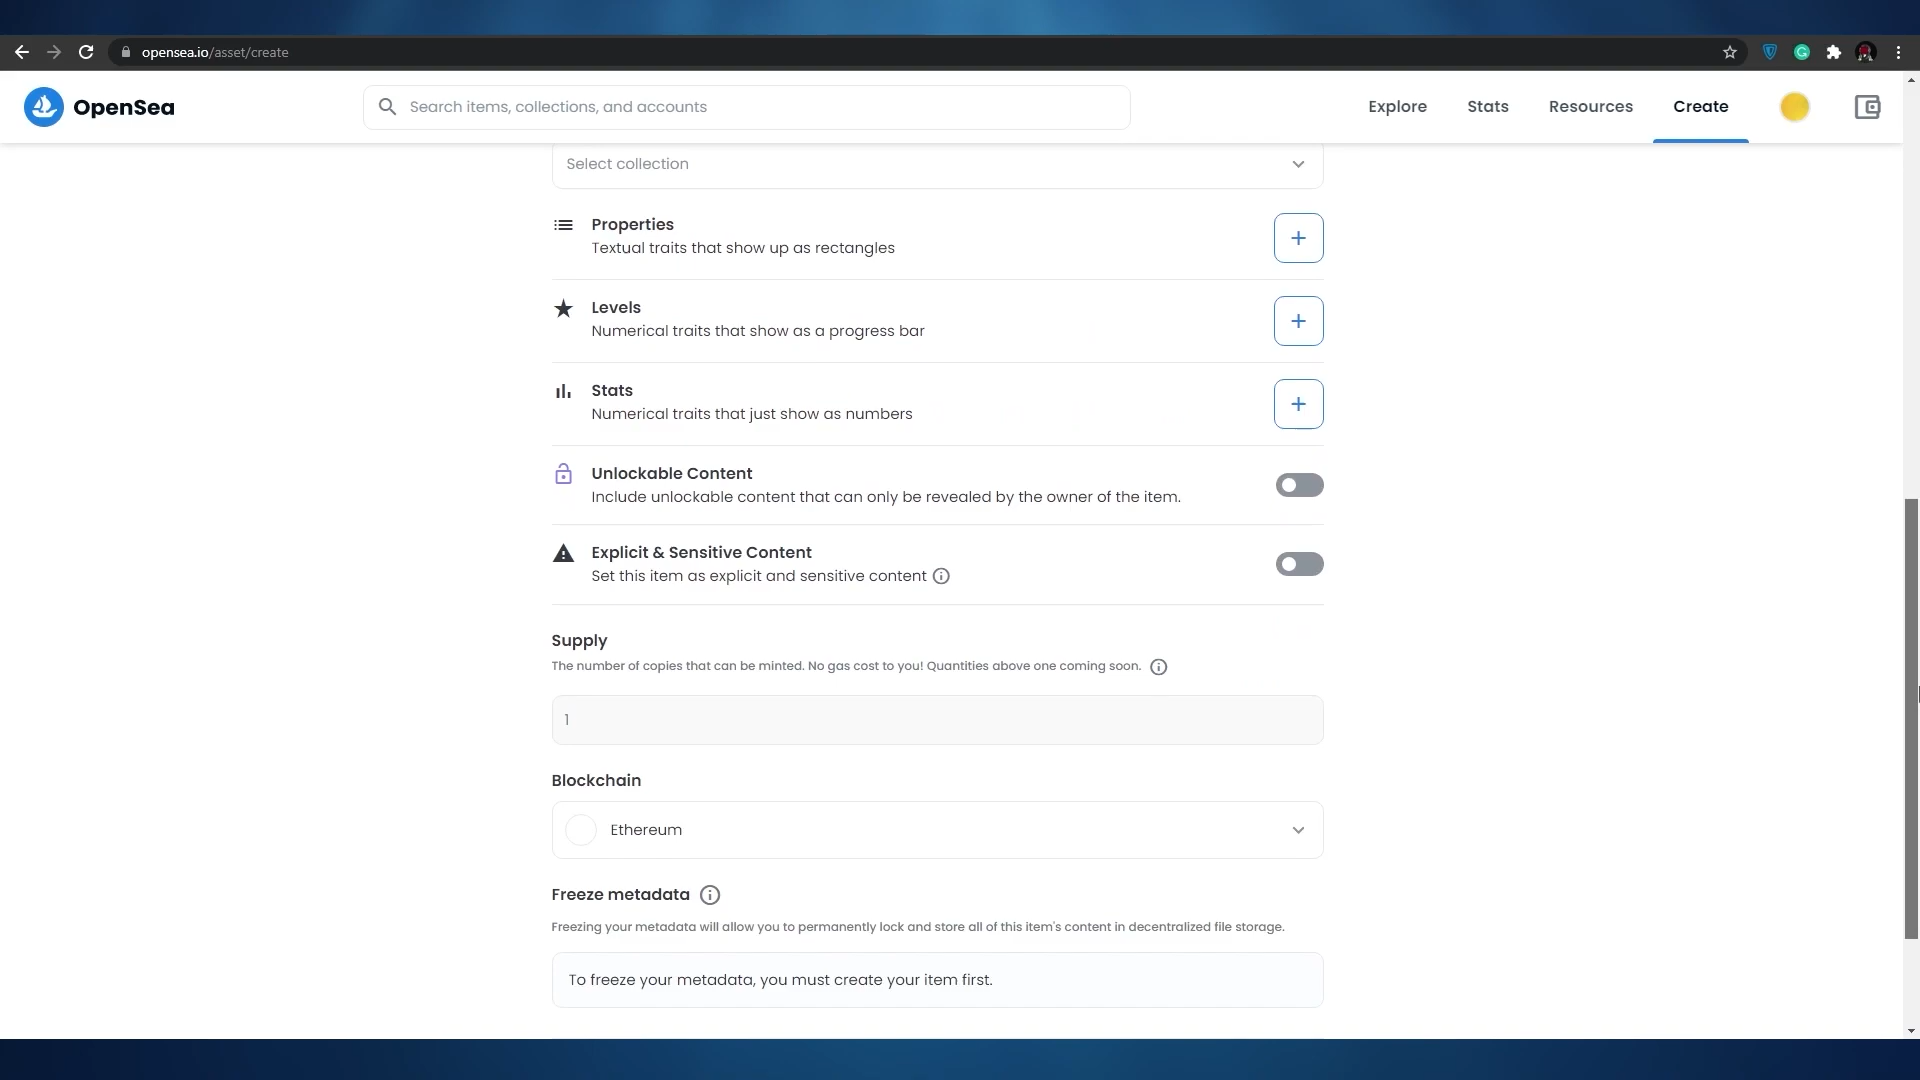 opensea.io/asset/create
OpenSea
Search items, collections, and accounts
Explore
Stats
Resources
Create
Select collection
Properties
Textual traits that show up as rectangles
Levels
Numerical traits that show as a progress bar
Stats
Numerical traits that just show as numbers
Unlockable Content
Include unlockable content that can only be revealed by the owner of the item.
Explicit & Sensitive Content
Set this item as explicit and sensitive content
Supply
The number of copies that can be minted. No gas cost to you! Quantities above one coming soon.
1
Blockchain
Ethereum
Freeze metadata
Freezing your metadata will allow you to permanently lock and store all of this item's content in decentralized file storage.
To freeze your metadata, you must create your item first.